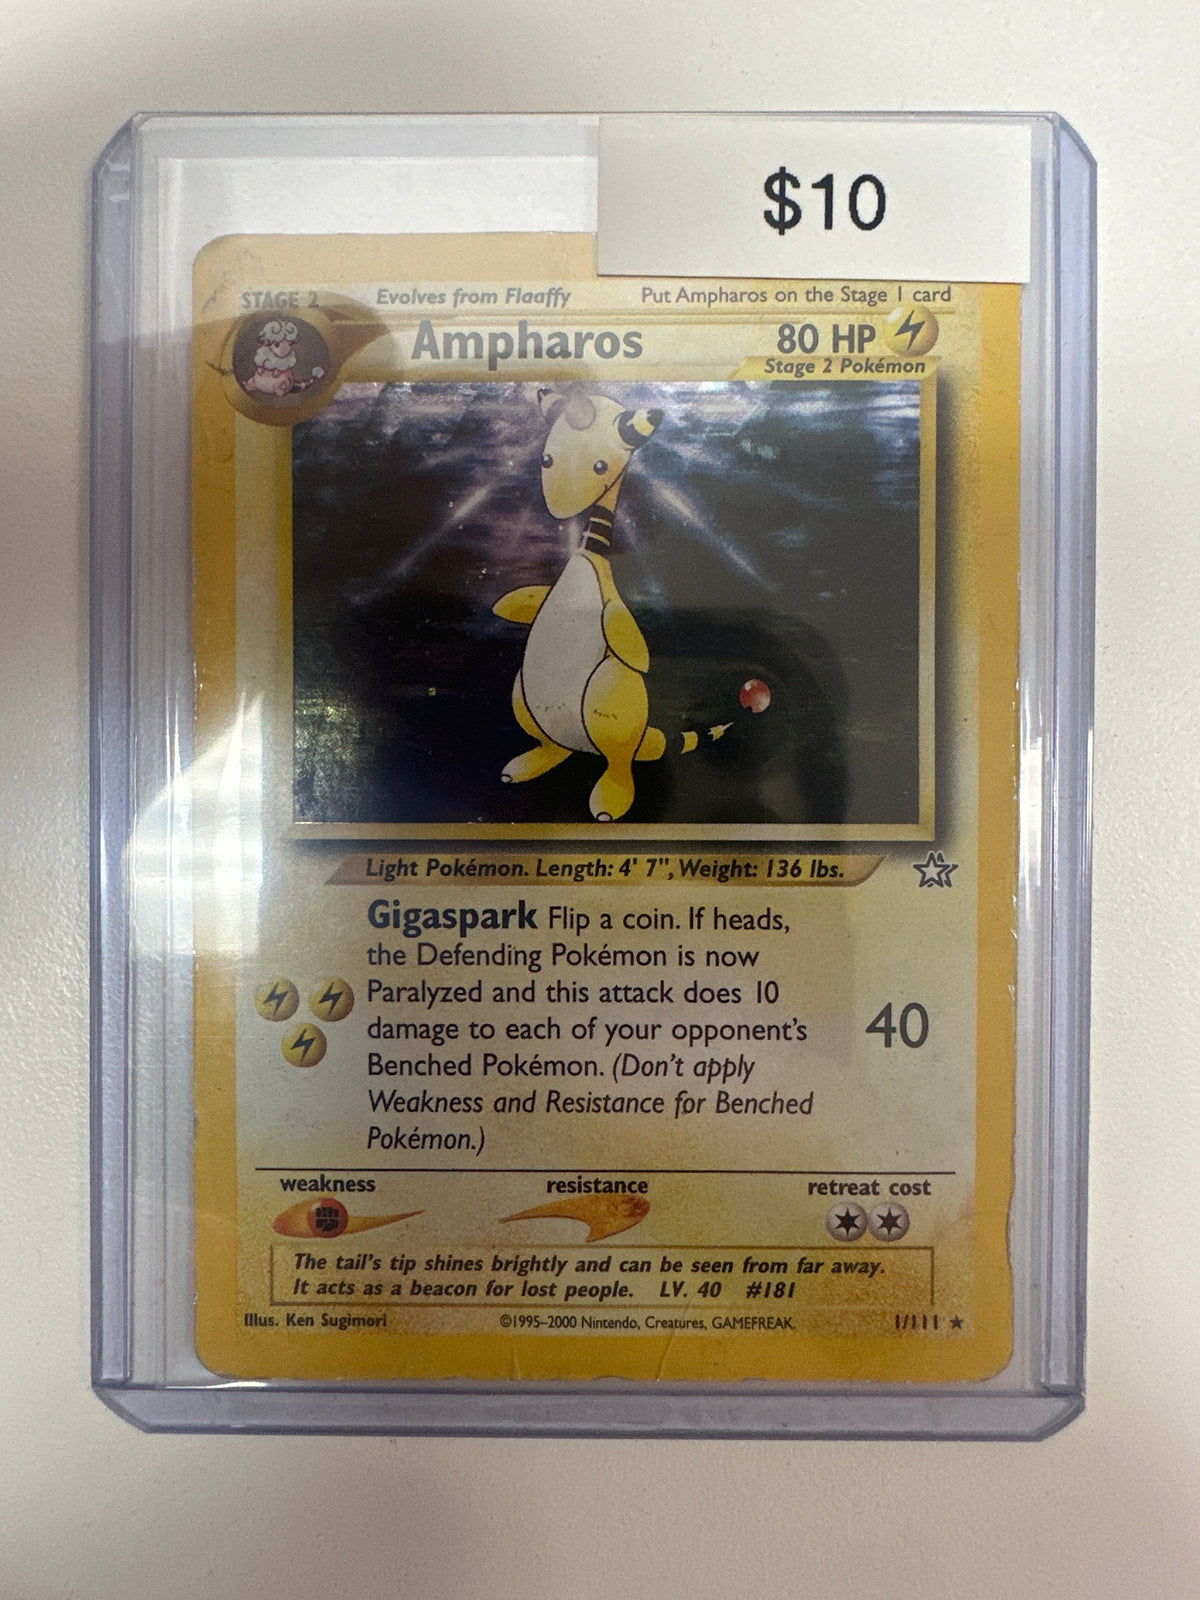 $10
STAGE 2 Evolves from Flaaffy Put Ampharos on the Stage 1 card
Ampharos 80 HP
Stage 2 Pokémon
Light Pokémon. Length: 4' 7", Weight: 136 lbs.
Gigaspark Flip a coin. If heads,
the Defending Pokémon is now
Paralyzed and this attack does 10
damage to each of your opponent's
Benched Pokémon. (Don't apply
Weakness and Resistance for Benched
Pokémon.)
40
weakness resistance retreat cost
The tail's tip shines brightly and can be seen from far away.
It acts as a beacon for lost people. LV. 40 #181
Illus. Ken Sugimori ©1995–2000 Nintendo, Creatures, GAMEFREAK. 1/111 ★